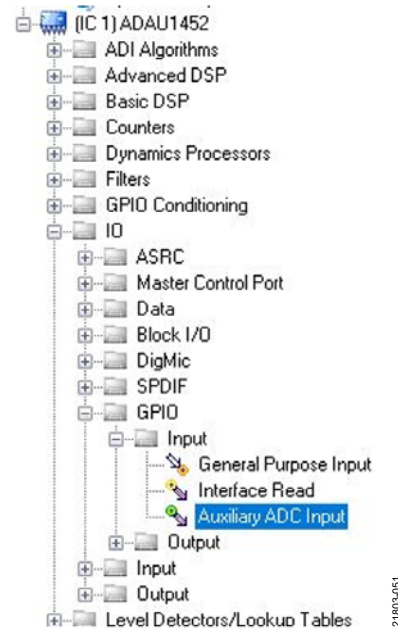 (IC 1) ADAU1452
ADI Algorithms
Advanced DSP
Basic DSP
Counters
Dynamics Processors
Filters
GPIO Conditioning
IO
ASRC
Master Control Port
Data
Block I/O
DigMic
SPDIF
GPIO
Input
General Purpose Input
Interface Read
Auxiliary ADC Input
Output
Input
Output
Level Detectors/Lookup Tables
21803-051